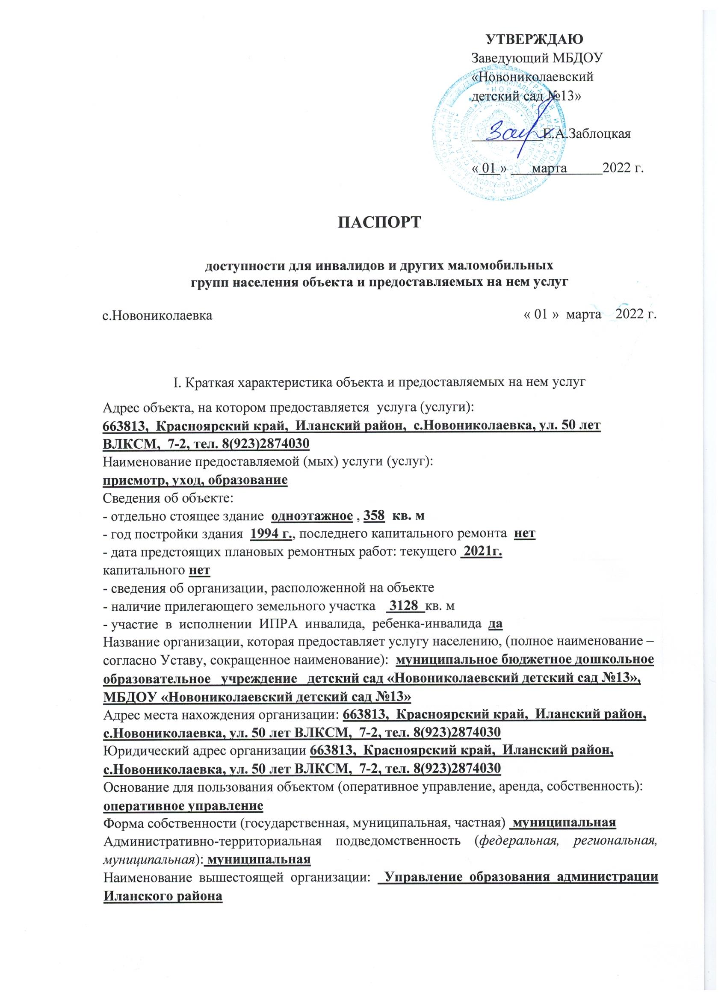 УТВЕРЖДАЮ
Заведующий МБДОУ
«Новониколаевский
детский сад №13»
Е.А.Заблоцкая
« 01 » марта 2022 г.
ПАСПОРТ
доступности для инвалидов и других маломобильных
групп населения объекта и предоставляемых на нем услуг
с.Новониколаевка « 01 » марта 2022 г.
I. Краткая характеристика объекта и предоставляемых на нем услуг
Адрес объекта, на котором предоставляется услуга (услуги):
663813, Красноярский край, Иланский район, с.Новониколаевка, ул. 50 лет
ВЛКСМ, 7-2, тел. 8(923)2874030
Наименование предоставляемой (мых) услуги (услуг):
присмотр, уход, образование
Сведения об объекте:
- отдельно стоящее здание одноэтажное , 358 кв. м
- год постройки здания 1994 г., последнего капитального ремонта нет
- дата предстоящих плановых ремонтных работ: текущего 2021г.
капитального нет
- сведения об организации, расположенной на объекте
- наличие прилегающего земельного участка 3128 кв. м
- участие в исполнении ИПРА инвалида, ребенка-инвалида да
Название организации, которая предоставляет услугу населению, (полное наименование –
согласно Уставу, сокращенное наименование): муниципальное бюджетное дошкольное
образовательное учреждение детский сад «Новониколаевский детский сад №13»,
МБДОУ «Новониколаевский детский сад №13»
Адрес места нахождения организации: 663813, Красноярский край, Иланский район,
с.Новониколаевка, ул. 50 лет ВЛКСМ, 7-2, тел. 8(923)2874030
Юридический адрес организации 663813, Красноярский край, Иланский район,
с.Новониколаевка, ул. 50 лет ВЛКСМ, 7-2, тел. 8(923)2874030
Основание для пользования объектом (оперативное управление, аренда, собственность):
оперативное управление
Форма собственности (государственная, муниципальная, частная) муниципальная
Административно-территориальная подведомственность (федеральная, региональная,
муниципальная): муниципальная
Наименование вышестоящей организации: Управление образования администрации
Иланского района